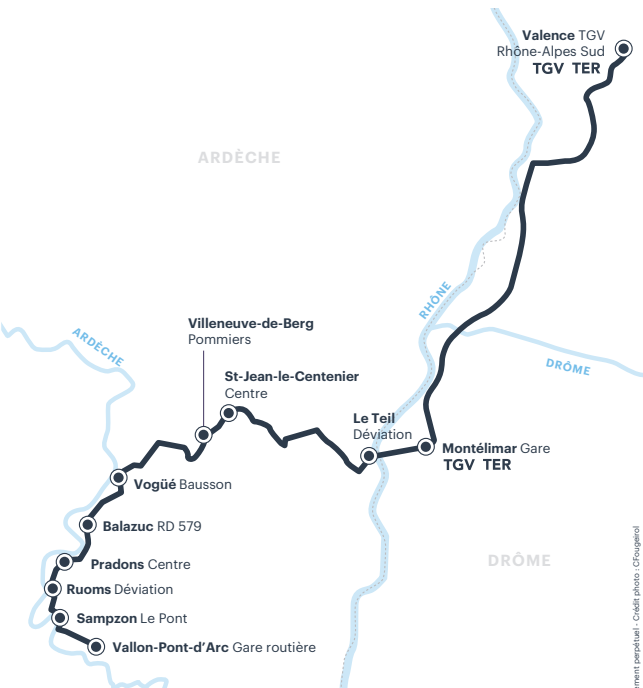 Valence TGV
Rhône-Alpes Sud
TGV TER
ARDÈCHE
RHÔNE
Villeneuve-de-Berg
Pommiers
ARDÈCHE
DRÔME
St-Jean-le-Centenier
Centre
Le Teil
Déviation
Montélimar Gare
TGV TER
Vogüé Bausson
Balazuc RD 579
DRÔME
Pradons Centre
Ruoms Déviation
Sampzon Le Pont
Vallon-Pont-d'Arc Gare routière
perpétuel - Crédit photo : CFougeirol